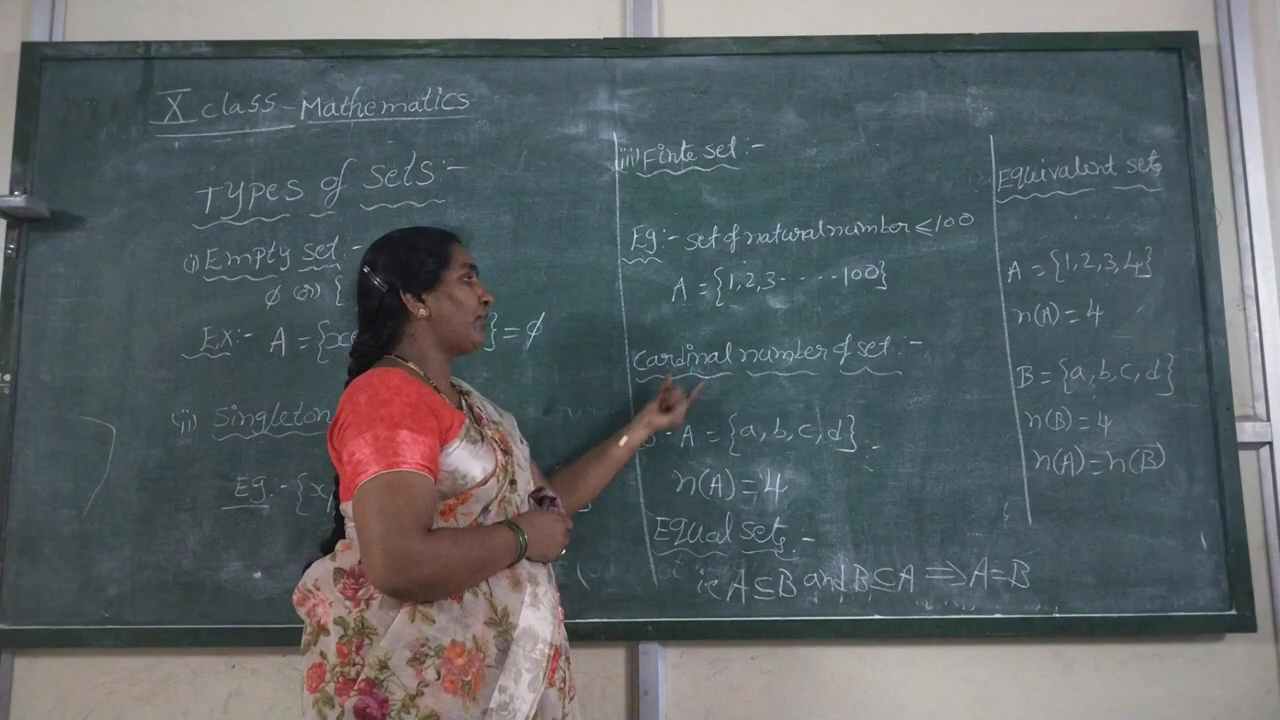 X class - Mathematics
Types of sets :-
(i) Empty set :-
φ (or) {
Ex :- A = {x } = φ
(ii) Singleton
Eg :- {x
iii) Finte set :-
Eg :- set of natural number ≤ 100
A = {1, 2, 3 - - - - - 100}
Cardinal number of set :-
A = {a, b, c, d}
n(A) = 4
Equal sets :-
ie A ⊆ B and B ⊆ A ⇒ A = B
Equivalent sets
A = {1, 2, 3, 4}
n(A) = 4
B = {a, b, c, d}
n(B) = 4
n(A) = n(B)